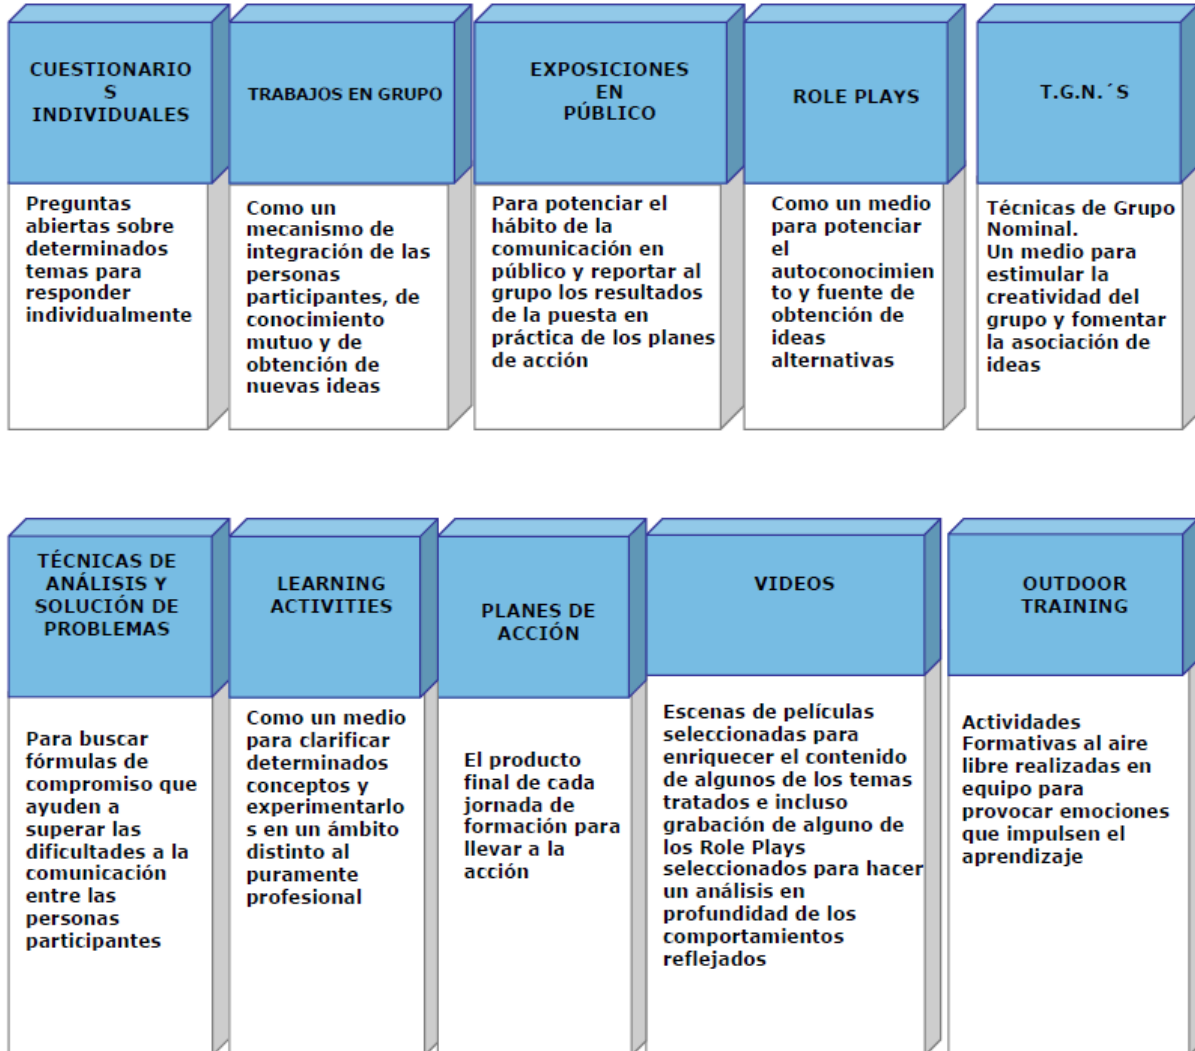 CUESTIONARIO
S
INDIVIDUALES
Preguntas
abiertas sobre
determinados
temas para
responder
individualmente
TRABAJOS EN GRUPO
Como un
mecanismo de
integración de las
personas
participantes, de
conocimiento
mutuo y de
obtención de
nuevas ideas
EXPOSICIONES
EN
PÚBLICO
Para potenciar el
hábito de la
comunicación en
público y reportar al
grupo los resultados
de la puesta en
práctica de los planes
de acción
ROLE PLAYS
Como un medio
para potenciar
el
autoconocimien
to y fuente de
obtención de
ideas
alternativas
T.G.N.´S
Técnicas de Grupo
Nominal.
Un medio para
estimular la
creatividad del
grupo y fomentar
la asociación de
ideas
TÉCNICAS DE
ANÁLISIS Y
SOLUCIÓN DE
PROBLEMAS
Para buscar
fórmulas de
compromiso que
ayuden a
superar las
dificultades a la
comunicación
entre las
personas
participantes
LEARNING
ACTIVITIES
Como un medio
para clarificar
determinados
conceptos y
experimentarlo
s en un ámbito
distinto al
puramente
profesional
PLANES DE
ACCIÓN
El producto
final de cada
jornada de
formación para
llevar a la
acción
VIDEOS
Escenas de películas
seleccionadas para
enriquecer el contenido
de algunos de los temas
tratados e incluso
grabación de alguno de
los Role Plays
seleccionados para hacer
un análisis en
profundidad de los
comportamientos
reflejados
OUTDOOR
TRAINING
Actividades
Formativas al aire
libre realizadas en
equipo para
provocar emociones
que impulsen el
aprendizaje